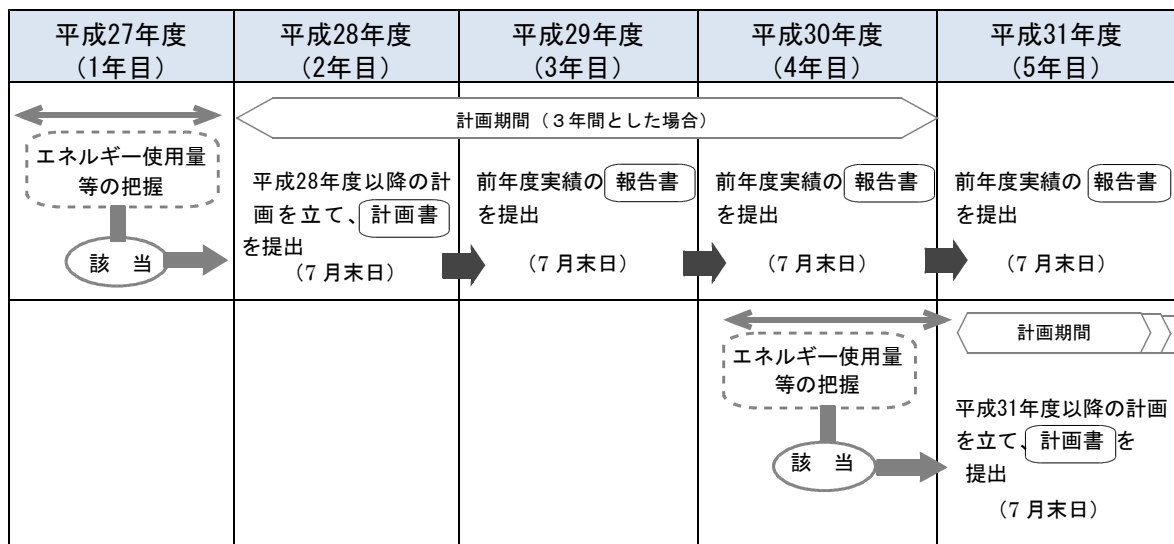 平成27年度
(1年目)
平成28年度
(2年目)
平成29年度
(3年目)
平成30年度
(4年目)
平成31年度
(5年目)
計画期間（３年間とした場合）
エネルギー使用量
等の把握
該　当
平成28年度以降の計
画を立て、計画書
を提出
（7 月末日）
前年度実績の 報告書
を提出
（7 月末日）
前年度実績の 報告書
を提出
（7 月末日）
前年度実績の 報告書
を提出
（7 月末日）
エネルギー使用量
等の把握
該　当
計画期間
平成31年度以降の計画
を立て、計画書 を
提出
（7 月末日）